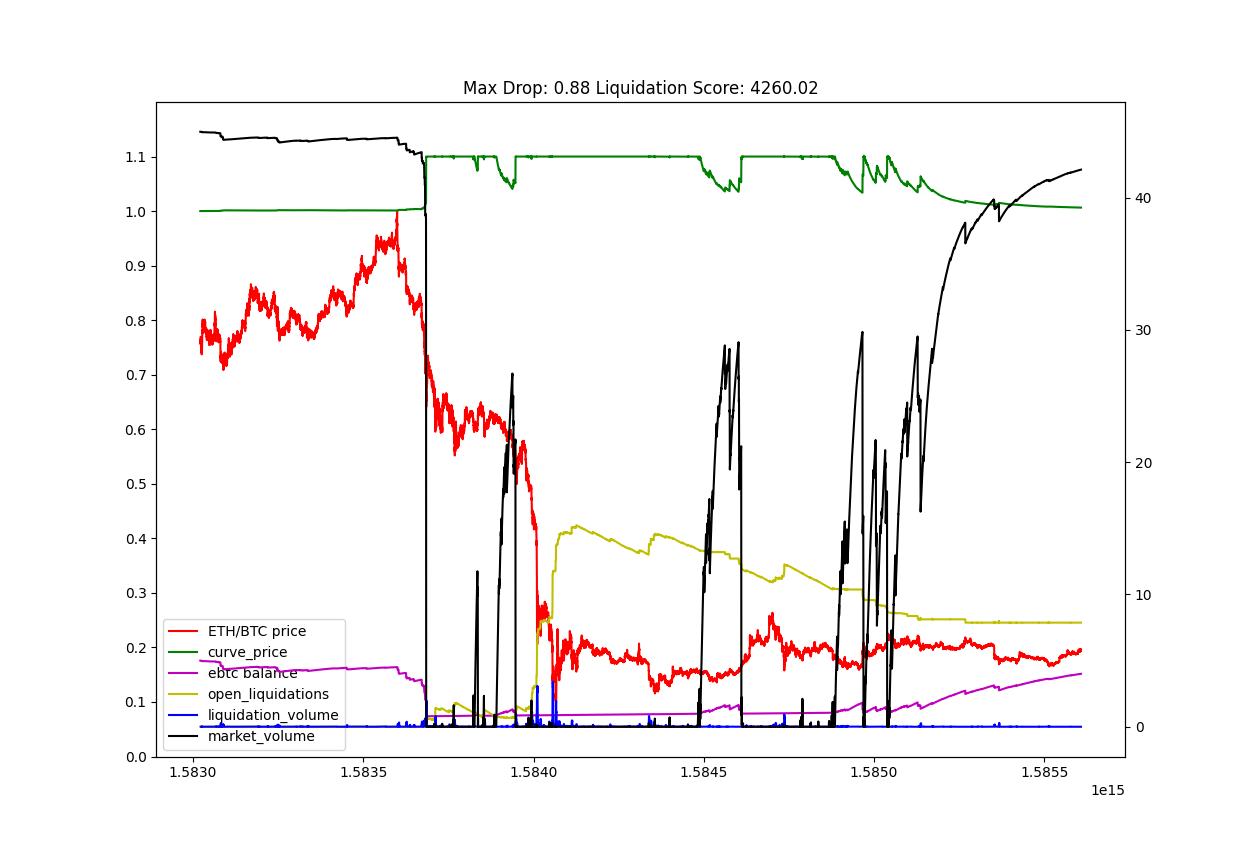 Max Drop: 0.88 Liquidation Score: 4260.02
1.1
1.0
0.9
0.8
0.7
0.6
0.5
0.4
0.3
0.2
0.1
0.0
40
30
20
10
0
ETH/BTC price
curve_price
ebtc balance
open_liquidations
liquidation_volume
market_volume
1.5830 1.5835 1.5840 1.5845 1.5850 1.5855
1e15